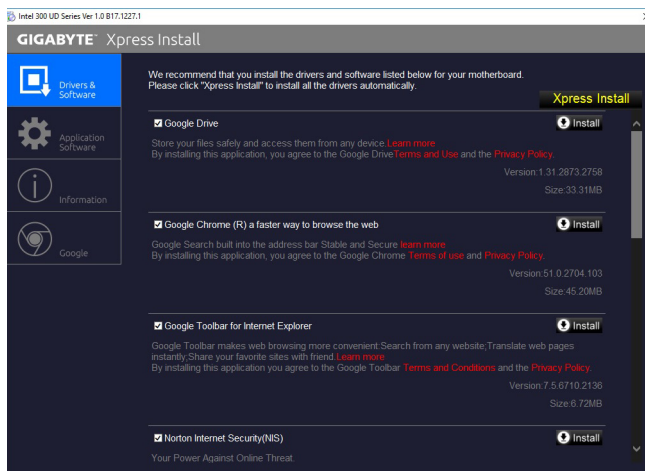 Intel 300 UD Series Ver 1.0 B17.1227.1
GIGABYTE™ Xpress Install
Drivers &
Software
Application
Software
Information
Google
We recommend that you install the drivers and software listed below for your motherboard.
Please click "Xpress Install" to install all the drivers automatically.
Xpress Install
Google Drive
Install
Store your files safely and access them from any device.Learn more
By installing this application, you agree to the Google DriveTerms and Use and the Privacy Policy.
Version:1.31.2873.2758
Size:33.31MB
Google Chrome (R) a faster way to browse the web
Install
Google Search built into the address bar Stable and Secure learn more
By installing this application, you agree to the Google Chrome Terms of use and Privacy Policy.
Version:51.0.2704.103
Size:45.20MB
Google Toolbar for Internet Explorer
Install
Google Toolbar makes web browsing more convenient:Search from any website;Translate web pages
instantly;Share your favorite sites with friend.Learn more
By installing this application you agree to the Google Toolbar Terms and Conditions and the Privacy Policy.
Version:7.5.6710.2136
Size:6.72MB
Norton Internet Security(NIS)
Install
Your Power Against Online Threat.